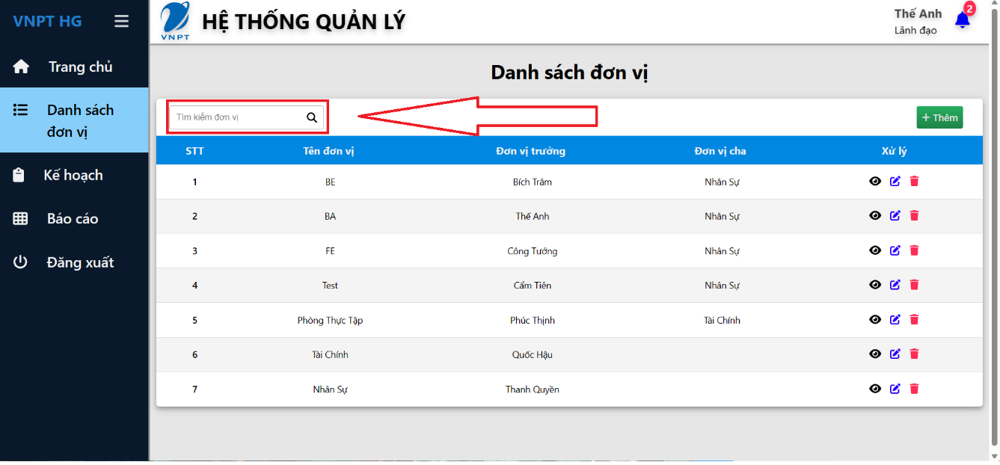 VNPT HG
VNPT
HỆ THỐNG QUẢN LÝ
Thế Anh
Lãnh đạo
2
Trang chủ
Danh sách
đơn vị
Kế hoạch
Báo cáo
Đăng xuất
Danh sách đơn vị
Tìm kiếm đơn vị
+ Thêm
STT Tên đơn vị Đơn vị trưởng Đơn vị cha Xử lý
1 BE Bích Trâm Nhân Sự
2 BA Thế Anh Nhân Sự
3 FE Công Tướng Nhân Sự
4 Test Cẩm Tiên Nhân Sự
5 Phòng Thực Tập Phúc Thịnh Tài Chính
6 Tài Chính Quốc Hậu
7 Nhân Sự Thanh Quyền